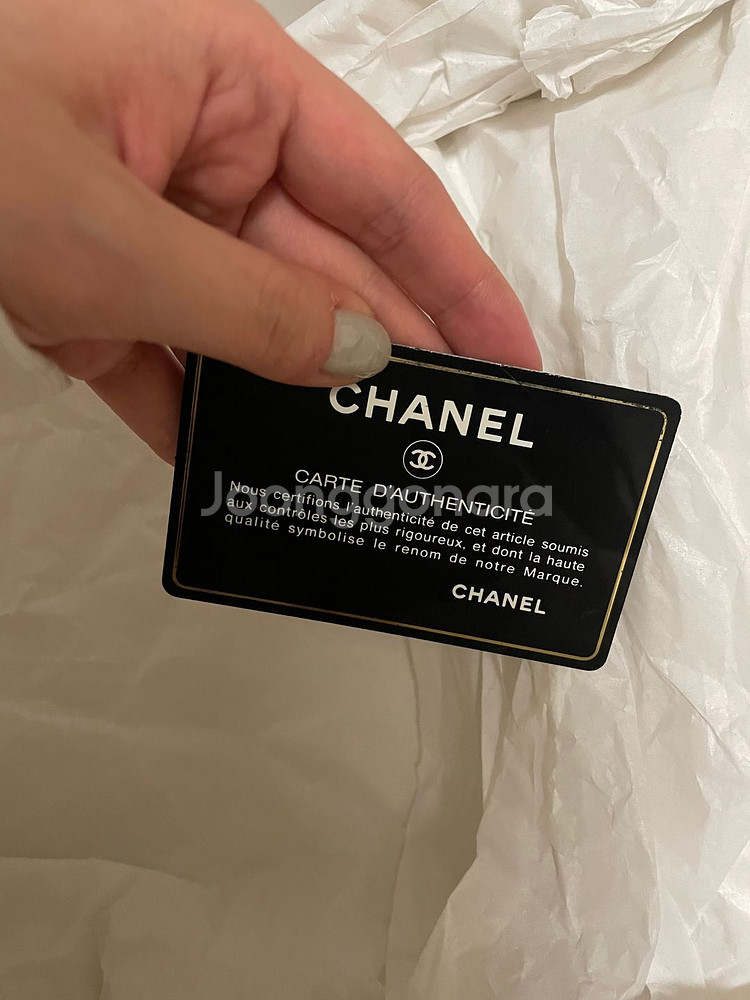 CHANEL
CARTE D'AUTHENTICITÉ
Joonggonara
Nous certifions l'authenticité de cet article soumis
aux contrôles les plus rigoureux, et dont la haute
qualité symbolise le renom de notre Marque.
CHANEL